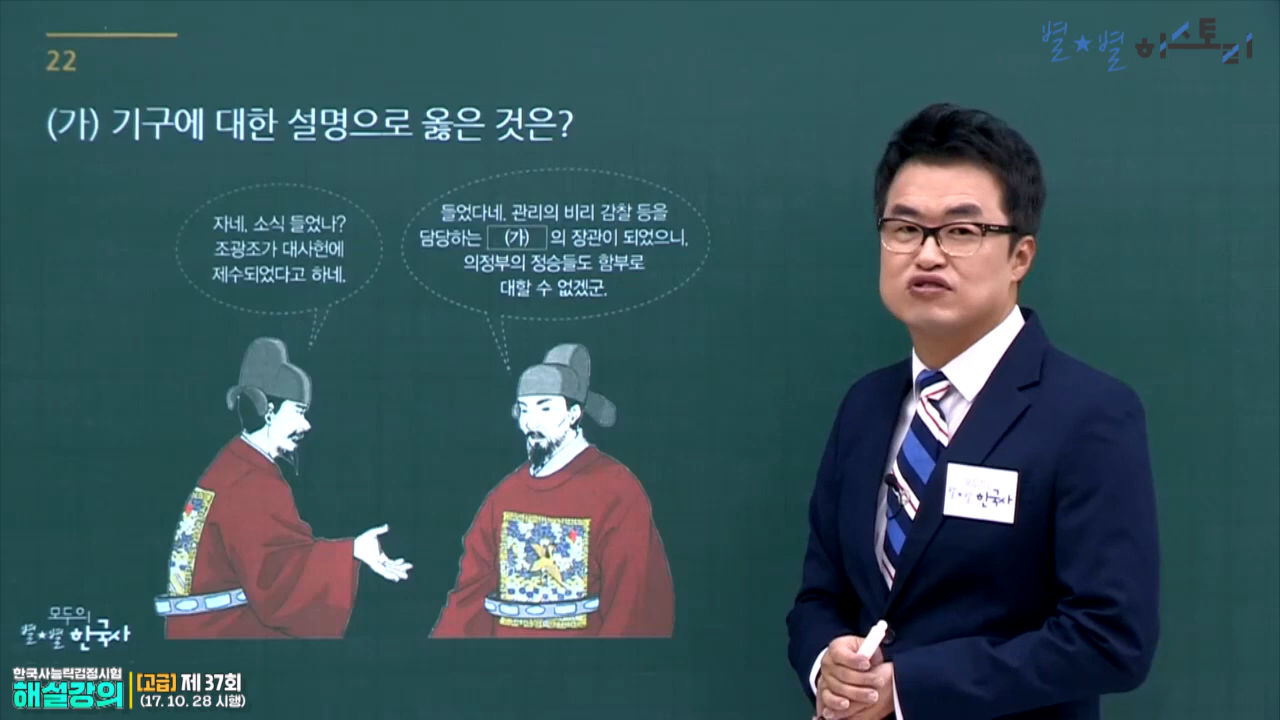 22
별★별 히스토리
(가) 기구에 대한 설명으로 옳은 것은?
자네, 소식 들었나?
조광조가 대사헌에
제수되었다고 하네.
들었다네. 관리의 비리 감찰 등을
담당하는 (가) 의 장관이 되었으니,
의정부의 정승들도 함부로
대할 수 없겠군.
한국사
모두의
별★별 한국사
한국사능력검정시험
해설강의
[고급] 제 37회
(17. 10. 28 시행)